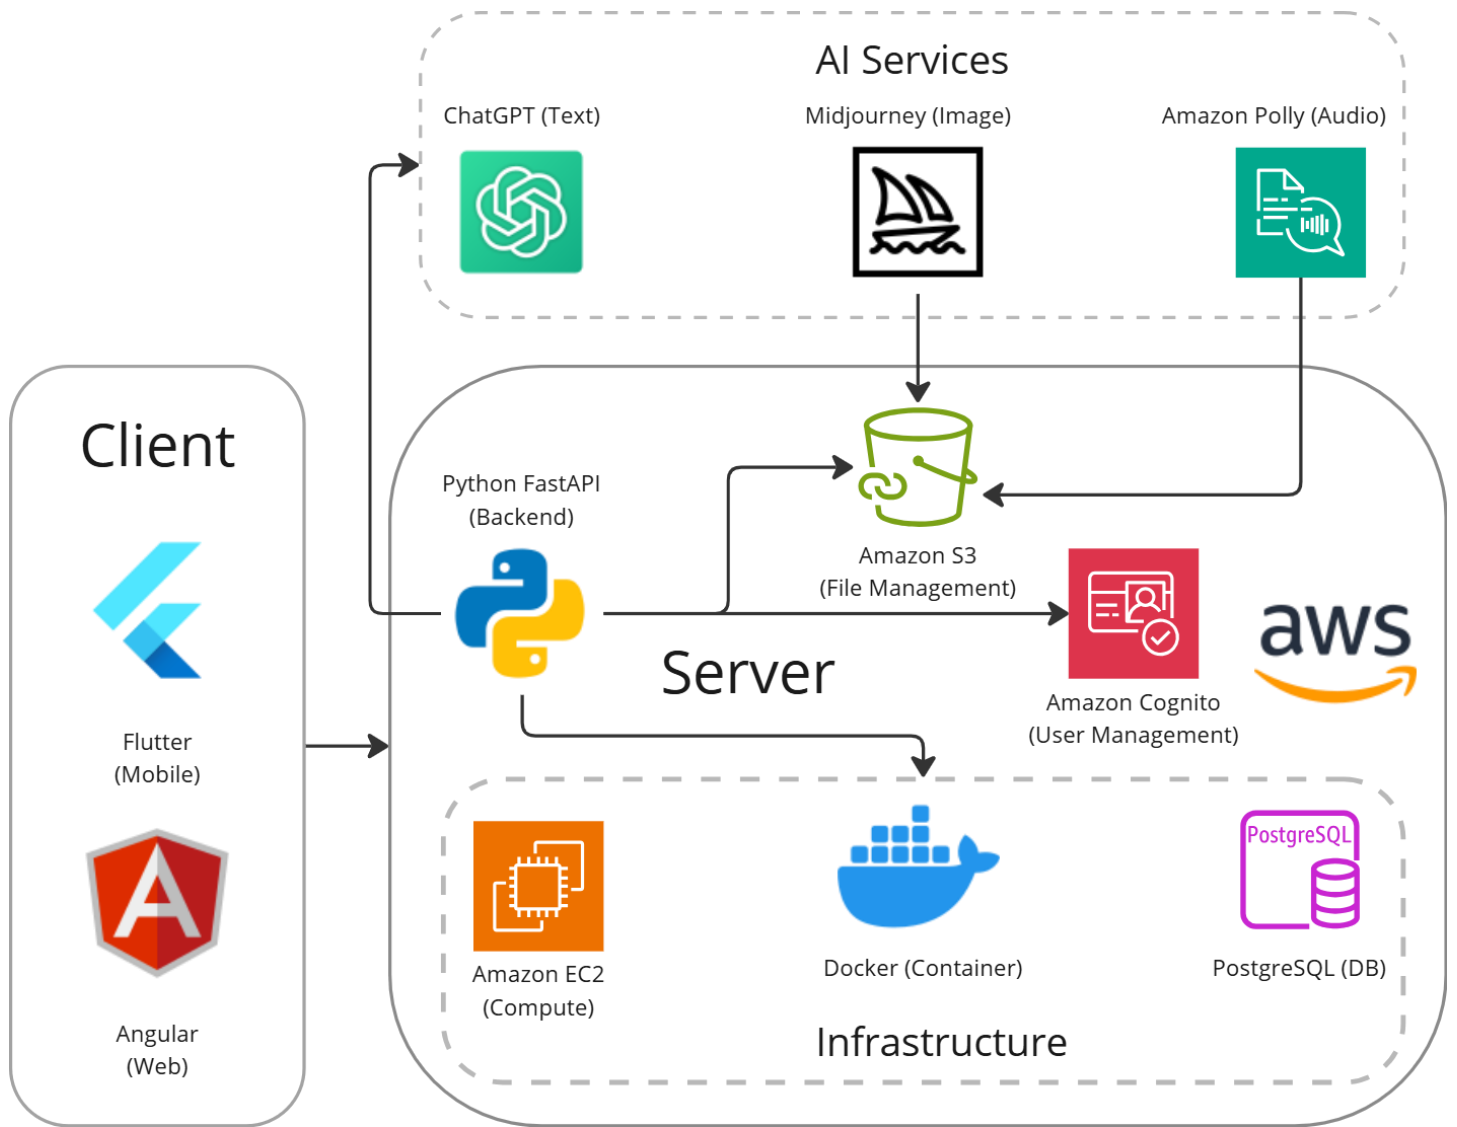 AI Services
ChatGPT (Text)
Midjourney (Image)
Amazon Polly (Audio)
Client
Flutter
(Mobile)
Angular
(Web)
Python FastAPI
(Backend)
Amazon S3
(File Management)
Server
Amazon Cognito
(User Management)
aws
Amazon EC2
(Compute)
Docker (Container)
PostgreSQL
PostgreSQL (DB)
Infrastructure